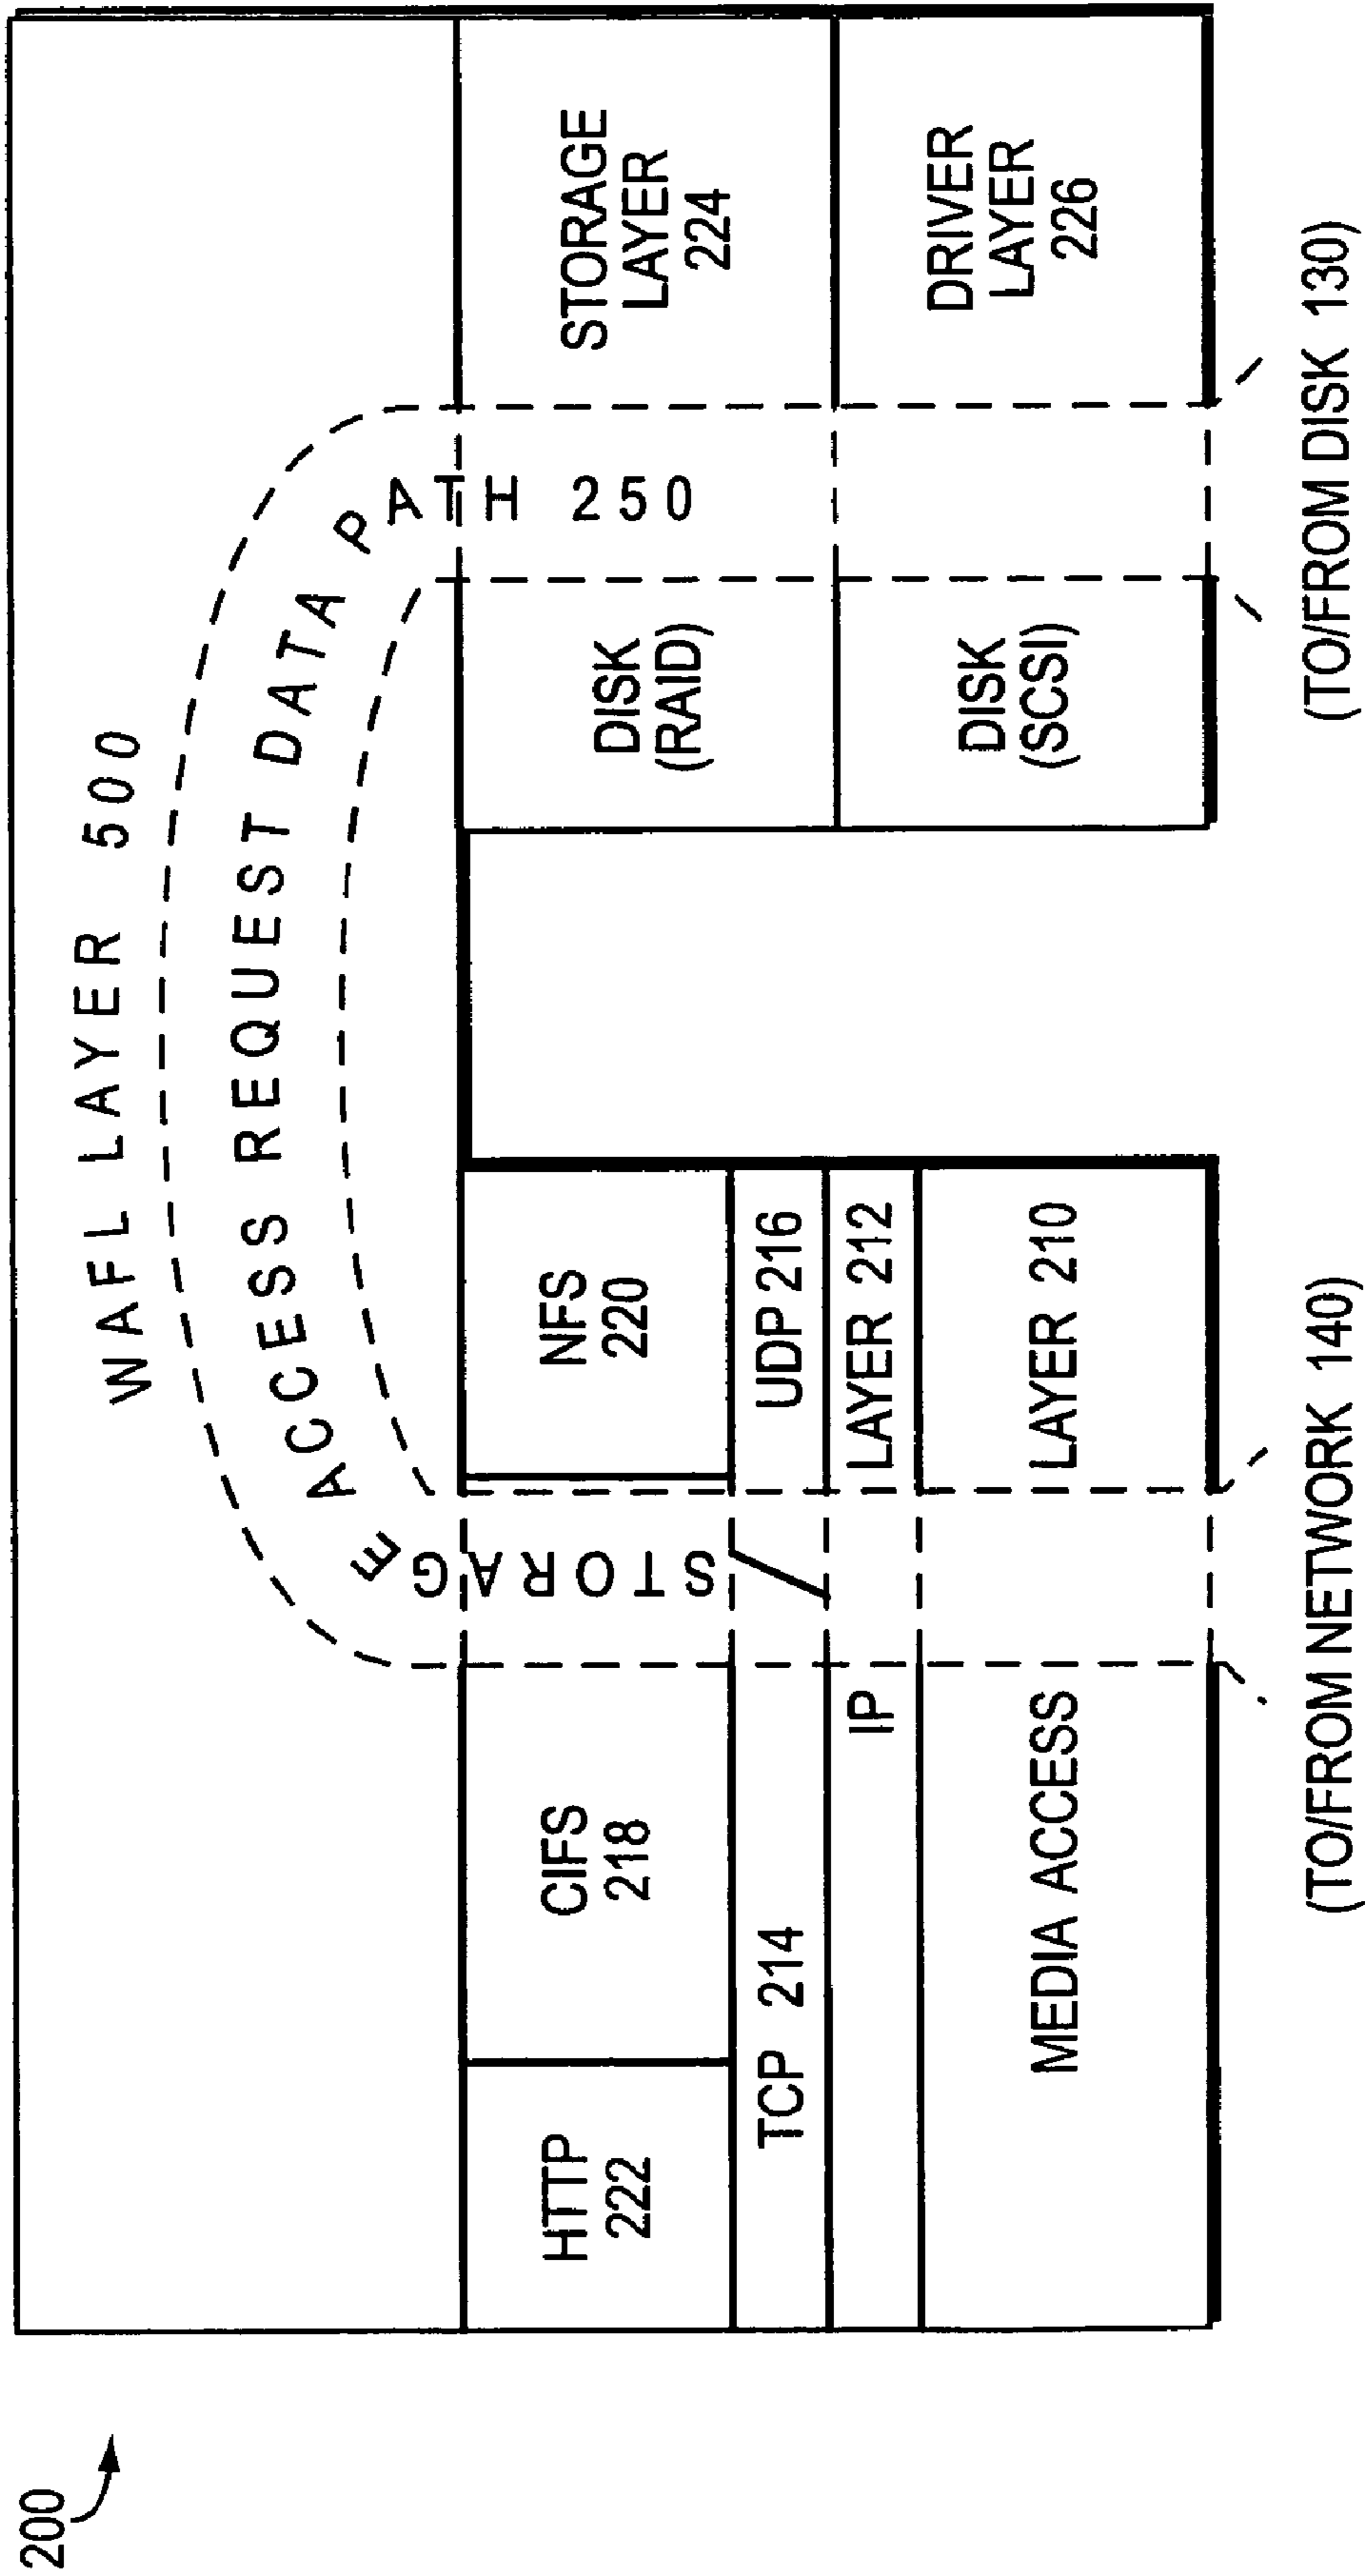 200
WAFL LAYER 500
STORAGE ACCESS REQUEST DATA PATH 250
HTTP
222
CIFS
218
NFS
220
TCP 214
UDP 216
IP
LAYER 212
MEDIA ACCESS
LAYER 210
DISK
(RAID)
STORAGE
LAYER
224
DISK
(SCSI)
DRIVER
LAYER
226
(TO/FROM NETWORK 140)
(TO/FROM DISK 130)